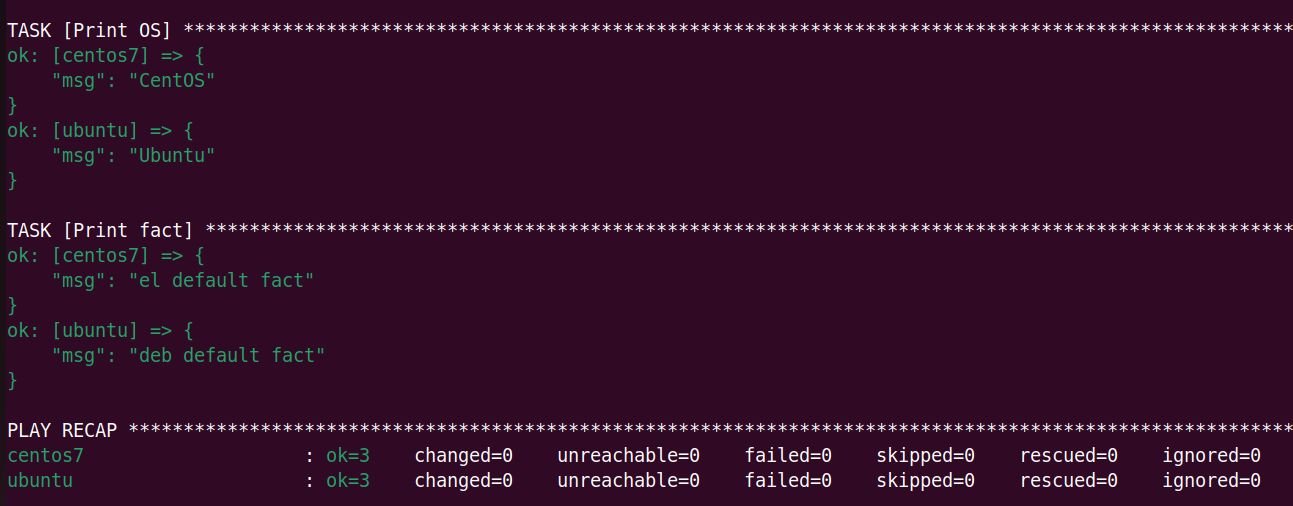 TASK [Print OS] ******************************************************************************************************
ok: [centos7] => {
    "msg": "CentOS"
}
ok: [ubuntu] => {
    "msg": "Ubuntu"
}
TASK [Print fact] ****************************************************************************************************
ok: [centos7] => {
    "msg": "el default fact"
}
ok: [ubuntu] => {
    "msg": "deb default fact"
}
PLAY RECAP ***********************************************************************************************************
centos7                    : ok=3    changed=0    unreachable=0    failed=0    skipped=0    rescued=0    ignored=0
ubuntu                     : ok=3    changed=0    unreachable=0    failed=0    skipped=0    rescued=0    ignored=0